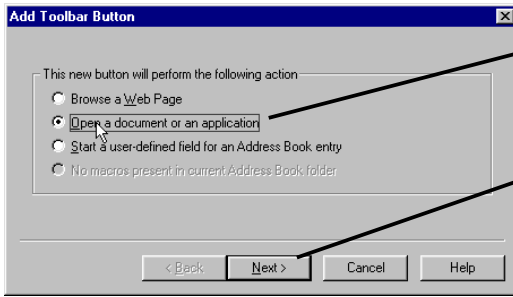 Add Toolbar Button
This new button will perform the following action
Browse a Web Page
Open a document or an application
Start a user-defined field for an Address Book entry
No macros present in current Address Book folder
< Back
Next >
Cancel
Help